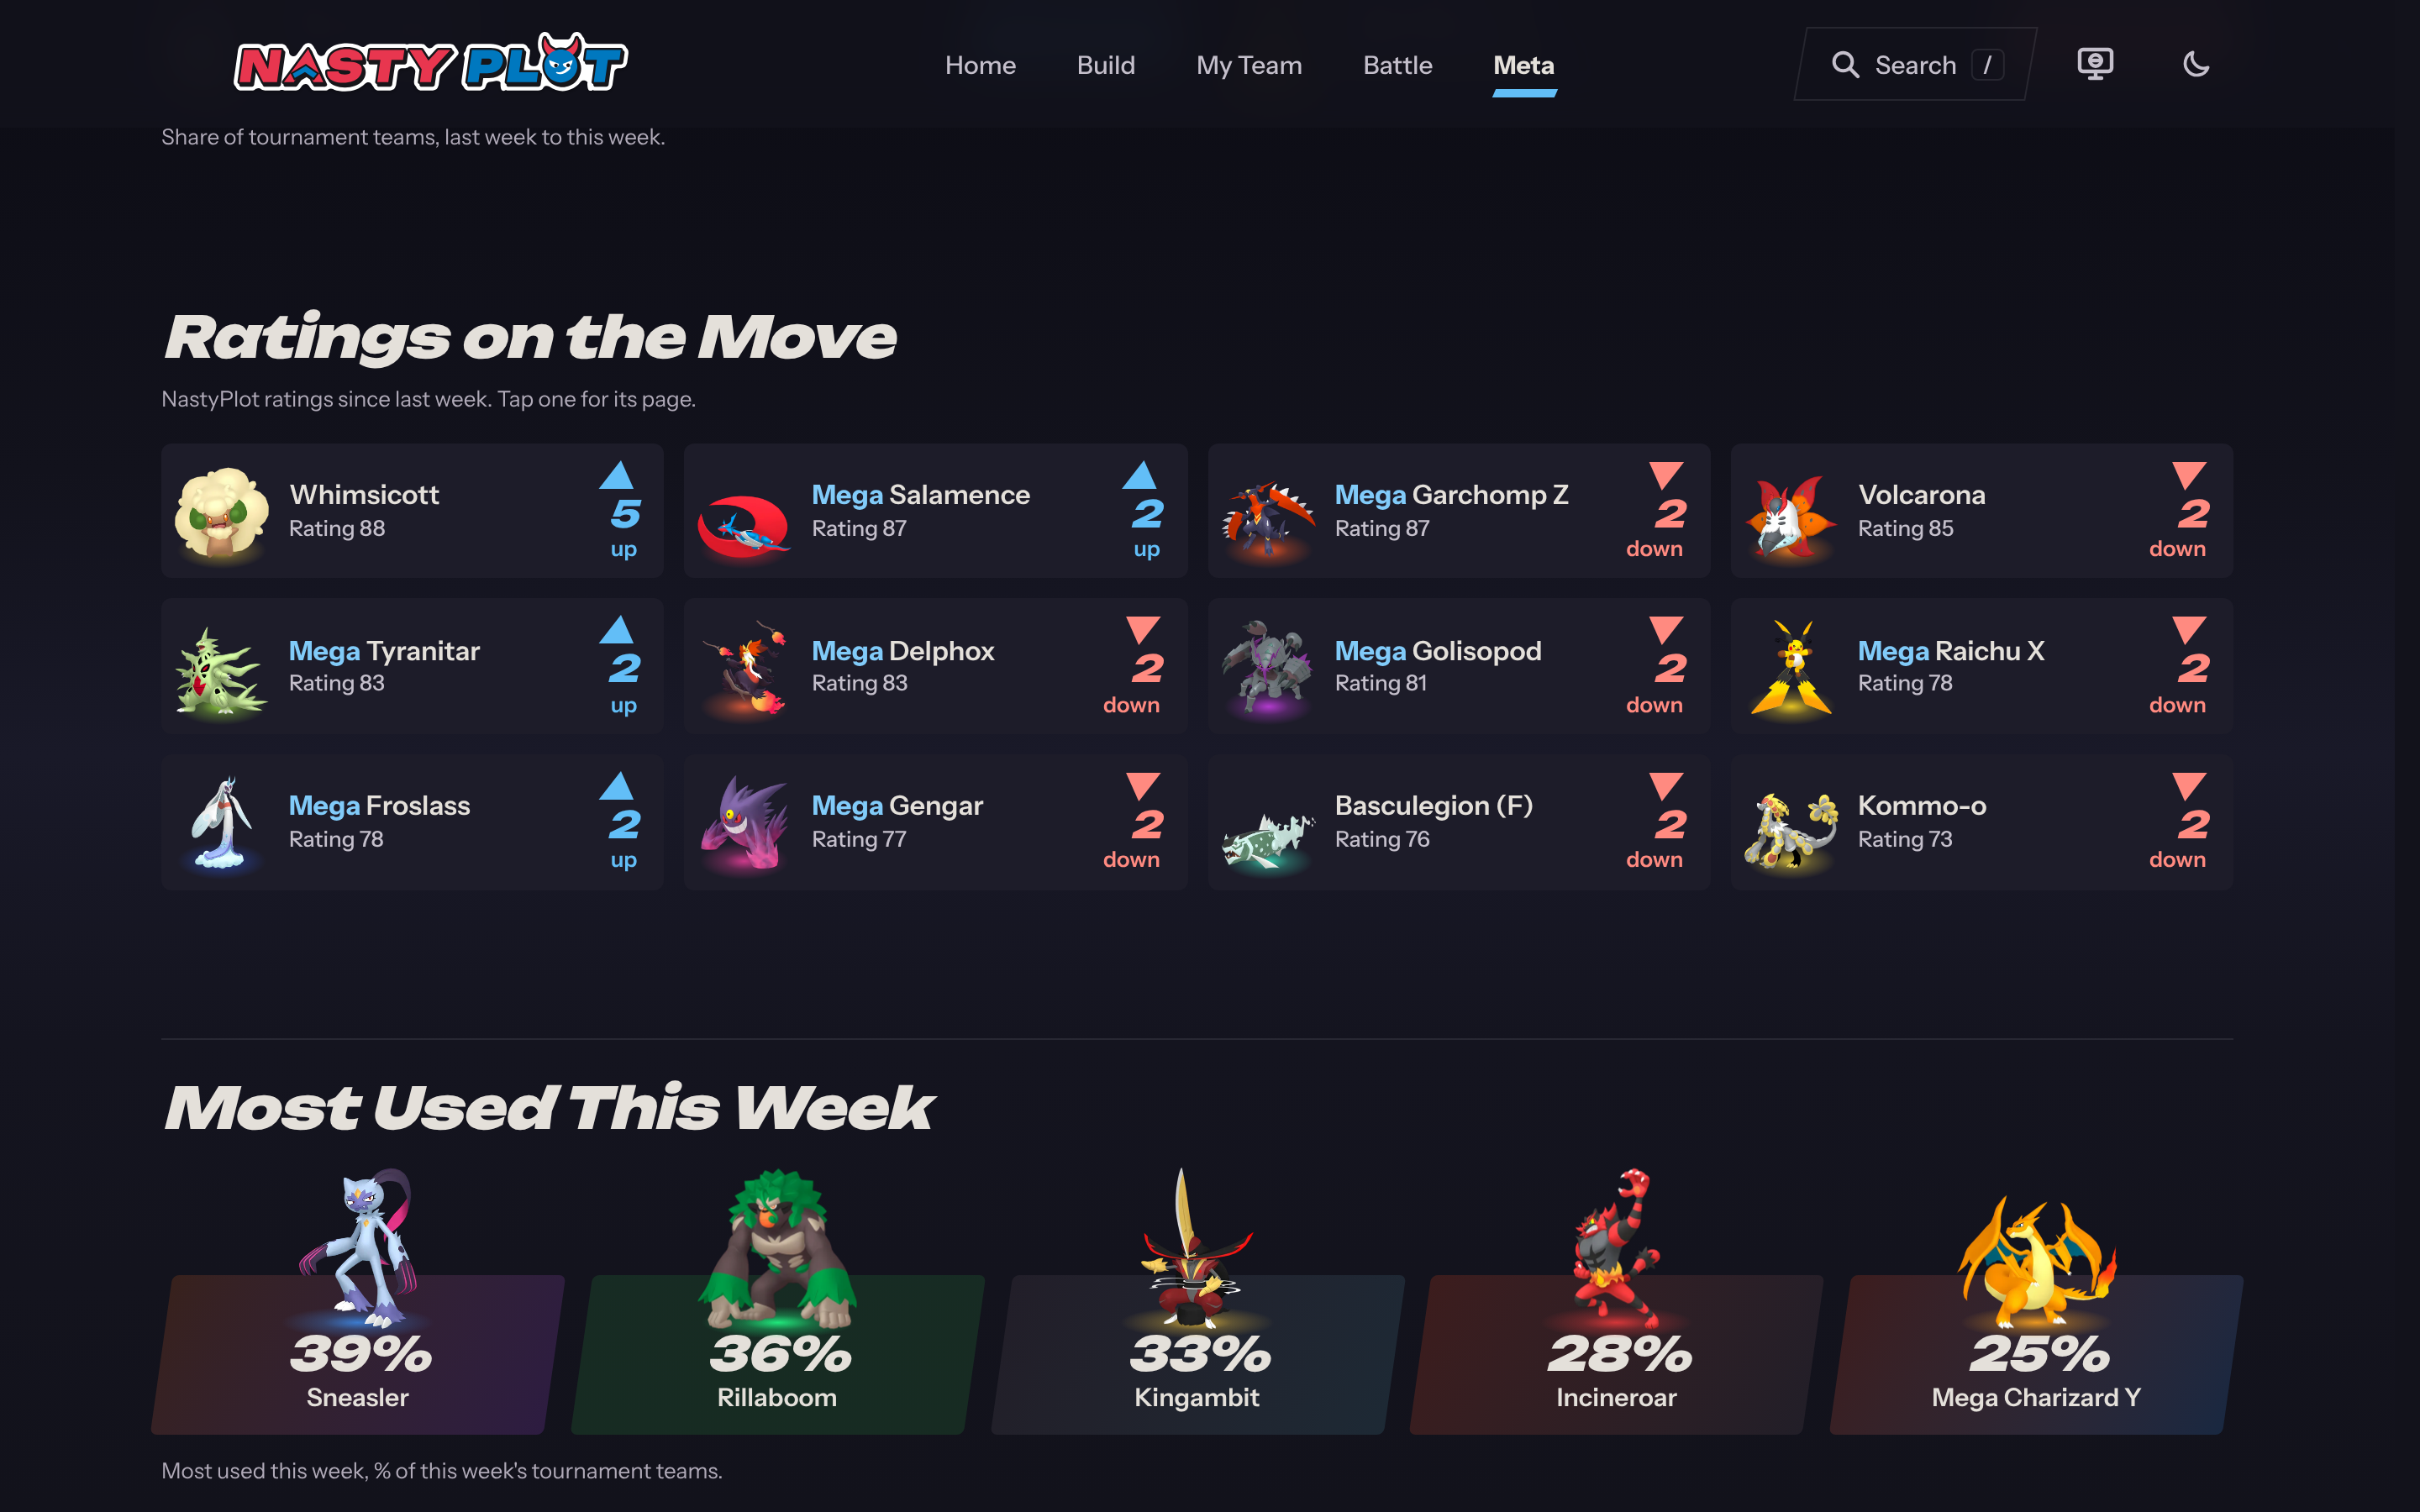 NASTY PLOT
Home
Build
My Team
Battle
Meta
Search /
Share of tournament teams, last week to this week.
Ratings on the Move
NastyPlot ratings since last week. Tap one for its page.
Whimsicott
Rating 88
5
up
Mega Salamence
Rating 87
2
up
Mega Garchomp Z
Rating 87
2
down
Volcarona
Rating 85
2
down
Mega Tyranitar
Rating 83
2
up
Mega Delphox
Rating 83
2
down
Mega Golisopod
Rating 81
2
down
Mega Raichu X
Rating 78
2
down
Mega Froslass
Rating 78
2
up
Mega Gengar
Rating 77
2
down
Basculegion (F)
Rating 76
2
down
Kommo-o
Rating 73
2
down
Most Used This Week
39%
Sneasler
36%
Rillaboom
33%
Kingambit
28%
Incineroar
25%
Mega Charizard Y
Most used this week, % of this week's tournament teams.